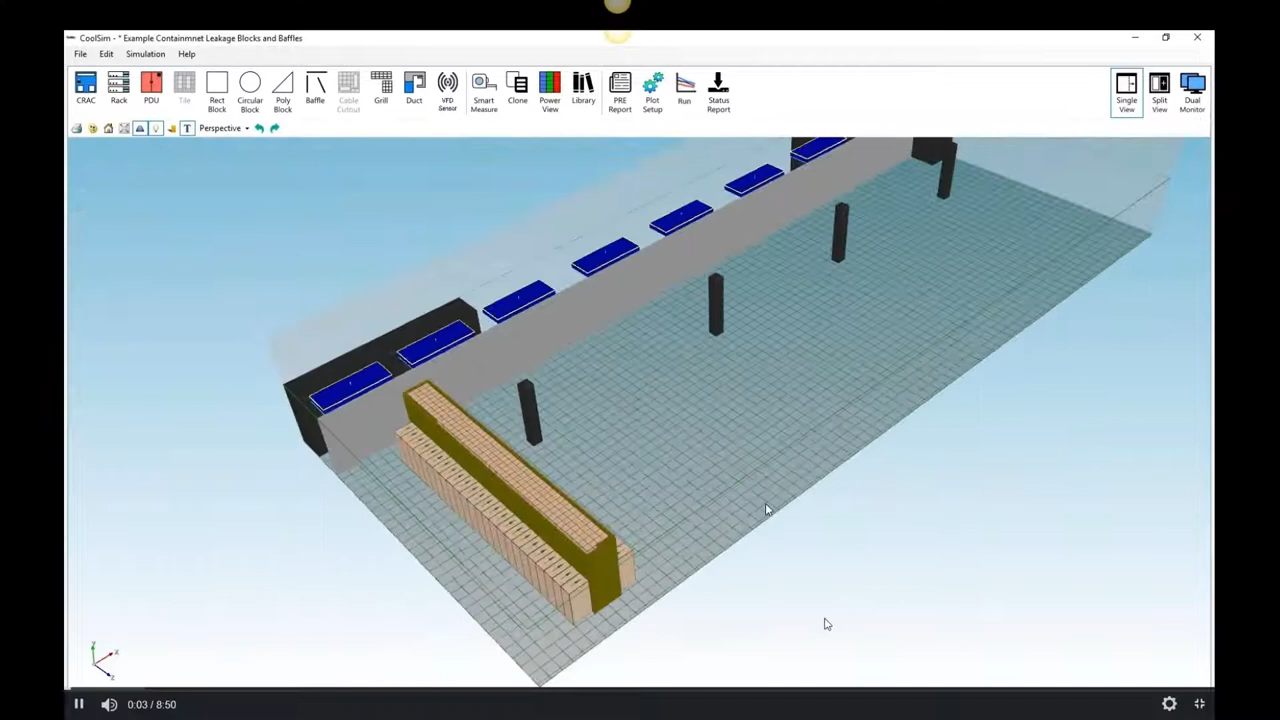 CoolSim - * Example Containmnet Leakage Blocks and Baffles
File Edit Simulation Help
CRAC Rack PDU Tile Rect Block Circular Block Poly Block Baffle Cable Cutout Grill Duct VFD Sensor Smart Measure Clone Power View Library PRE Report Plot Setup Run Status Report Single View Split View Dual Monitor
T Perspective
Y
X
Z
0:03 / 8:50